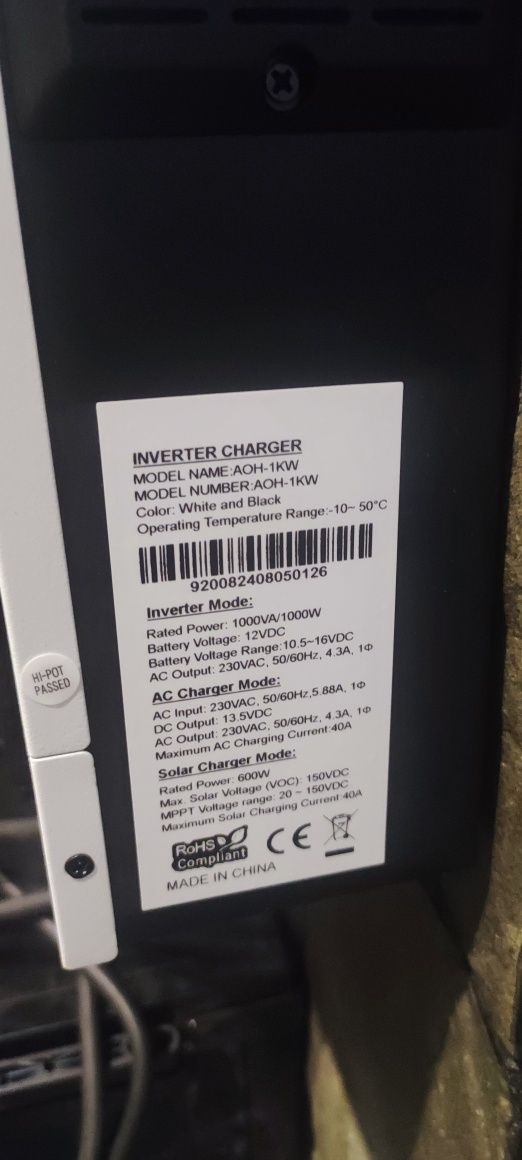 INVERTER CHARGER
MODEL NAME:AOH-1KW
MODEL NUMBER:AOH-1KW
Color: White and Black
Operating Temperature Range:-10~ 50°C
920082408050126
Inverter Mode:
Rated Power: 1000VA/1000W
Battery Voltage: 12VDC
Battery Voltage Range:10.5~16VDC
AC Output: 230VAC, 50/60Hz, 4.3A, 1Φ
AC Charger Mode:
AC Input: 230VAC, 50/60Hz,5.88A, 1Φ
DC Output: 13.5VDC
AC Output: 230VAC, 50/60Hz, 4.3A, 1Φ
Maximum AC Charging Current:40A
Solar Charger Mode:
Rated Power: 600W
Max. Solar Voltage (VOC): 150VDC
MPPT Voltage range: 20 ~ 150VDC
Maximum Solar Charging Current:40A
RoHS
Compliant
CE
MADE IN CHINA
HI-POT
PASSED